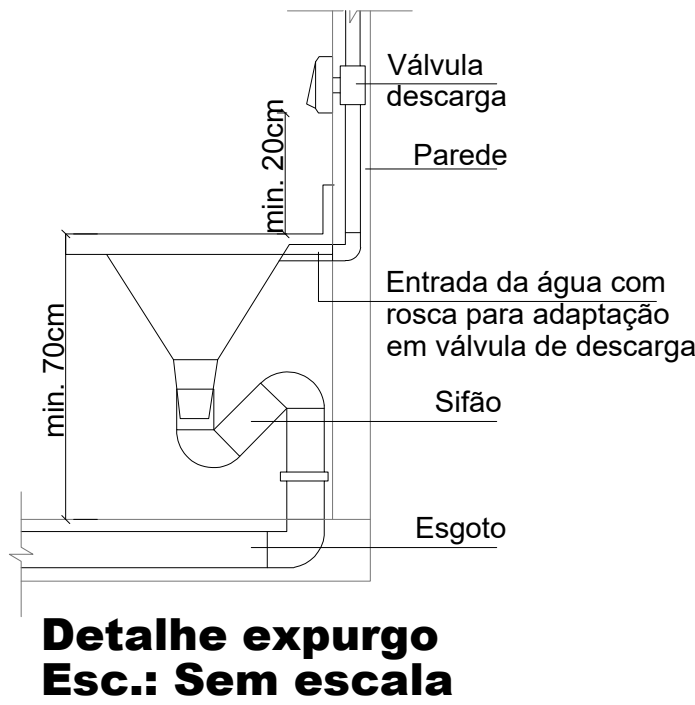 Válvula
descarga
min. 20cm
Parede
Entrada da água com
rosca para adaptação
em válvula de descarga
min. 70cm
Sifão
Esgoto
Detalhe expurgo
Esc.: Sem escala